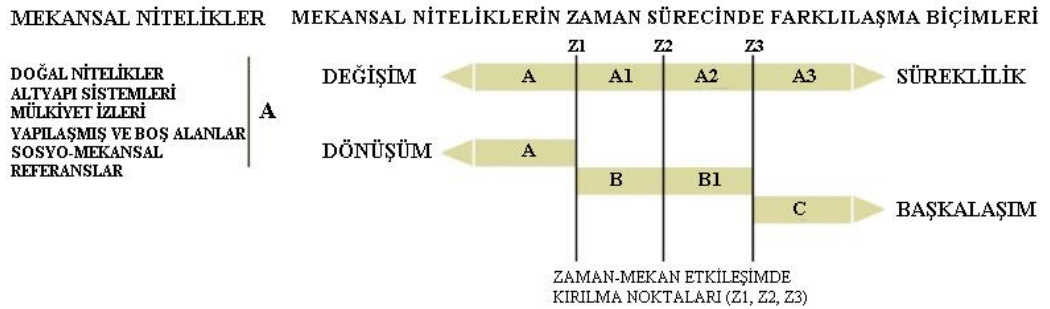 MEKANSAL NİTELİKLER
MEKANSAL NİTELİKLERİN ZAMAN SÜRECİNDE FARKLILAŞMA BİÇİMLERİ
Z1 Z2 Z3
DOĞAL NİTELİKLER
ALTYAPI SİSTEMLERİ
MÜLKİYET İZLERİ
YAPILAŞMIŞ VE BOŞ ALANLAR
SOSYO-MEKANSAL
REFERANSLAR
A
DEĞİŞİM A A1 A2 A3 SÜREKLİLİK
DÖNÜŞÜM A
B B1
C BAŞKALAŞIM
ZAMAN-MEKAN ETKİLEŞİMDE
KIRILMA NOKTALARI (Z1, Z2, Z3)